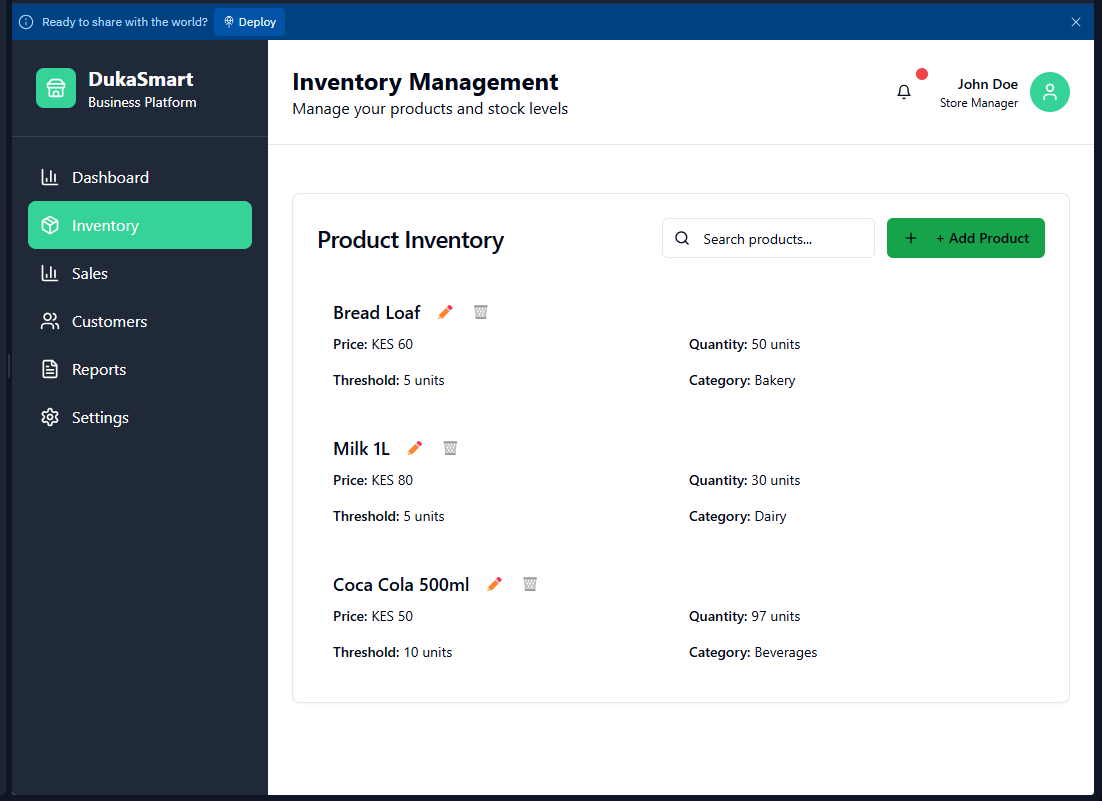 Ready to share with the world? Deploy
DukaSmart
Business Platform
Dashboard
Inventory
Sales
Customers
Reports
Settings
Inventory Management
Manage your products and stock levels
John Doe
Store Manager
Product Inventory
Search products...
+ + Add Product
Bread Loaf
Price: KES 60
Quantity: 50 units
Threshold: 5 units
Category: Bakery
Milk 1L
Price: KES 80
Quantity: 30 units
Threshold: 5 units
Category: Dairy
Coca Cola 500ml
Price: KES 50
Quantity: 97 units
Threshold: 10 units
Category: Beverages